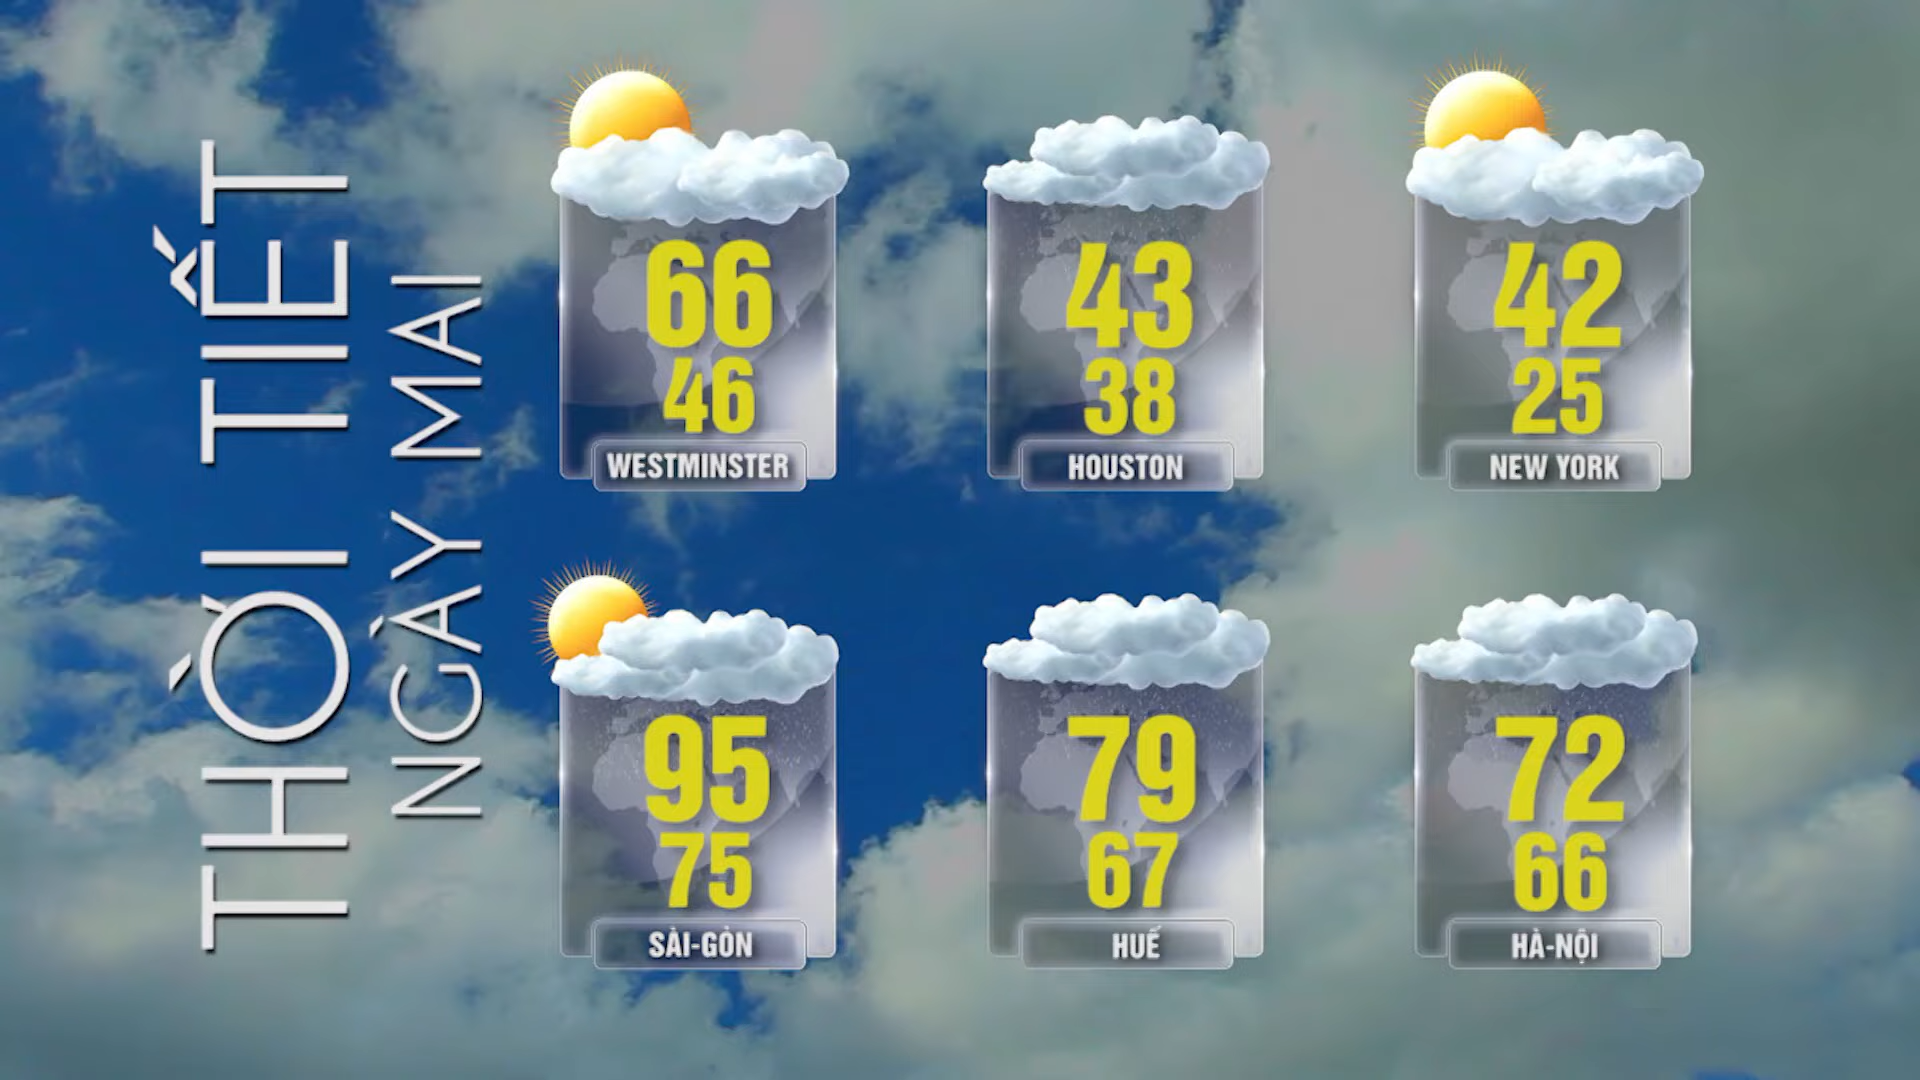 THỜI TIẾT
NGÀY MAI
66
46
WESTMINSTER
43
38
HOUSTON
42
25
NEW YORK
95
75
SÀI-GÒN
79
67
HUẾ
72
66
HÀ-NỘI